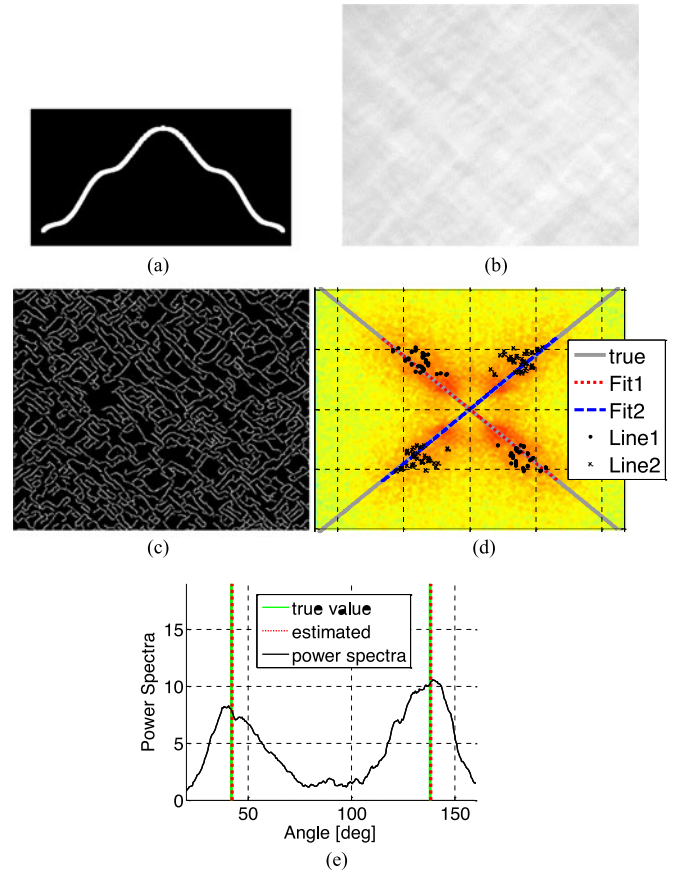 (a)
(b)
(c)
(d)
true
Fit1
Fit2
Line1
Line2
true value
estimated
power spectra
Power Spectra
15
10
5
0
50
100
150
Angle [deg]
(e)